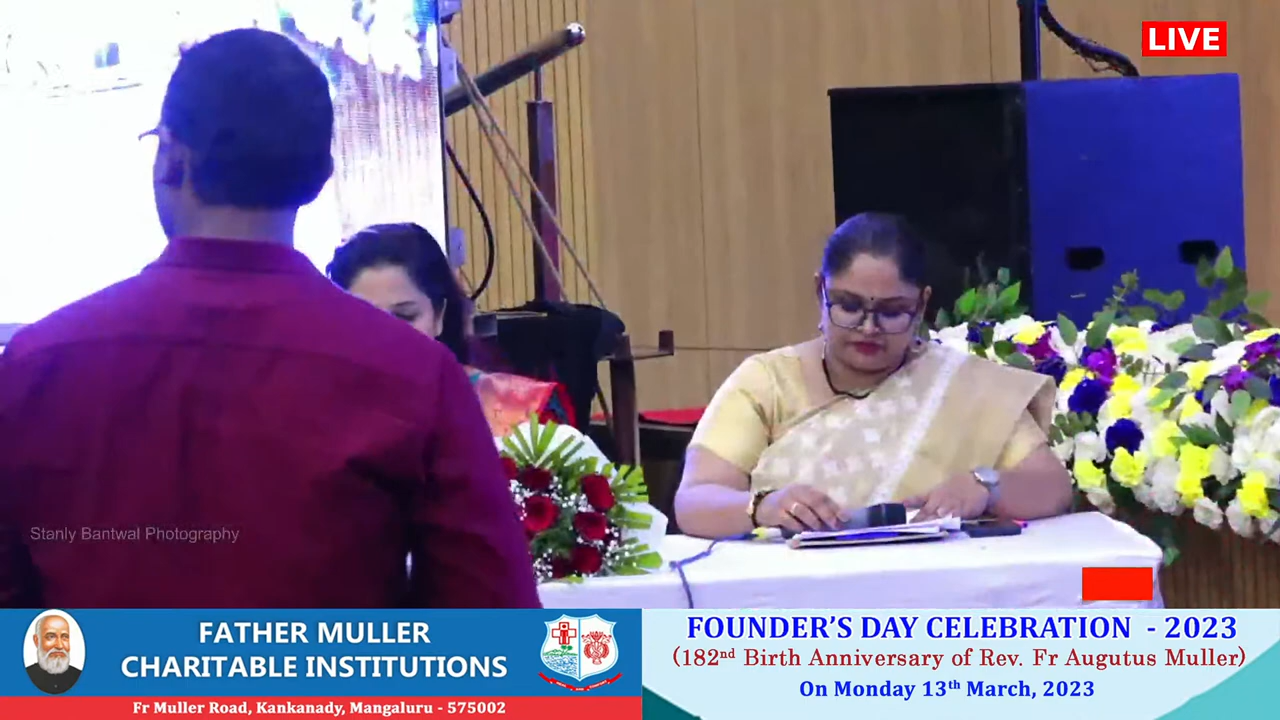 LIVE
Stanly Bantwal Photography
FATHER MULLER
CHARITABLE INSTITUTIONS
Fr Muller Road, Kankanady, Mangaluru - 575002
FOUNDER'S DAY CELEBRATION - 2023
(182nd Birth Anniversary of Rev. Fr Augutus Muller)
On Monday 13th March, 2023